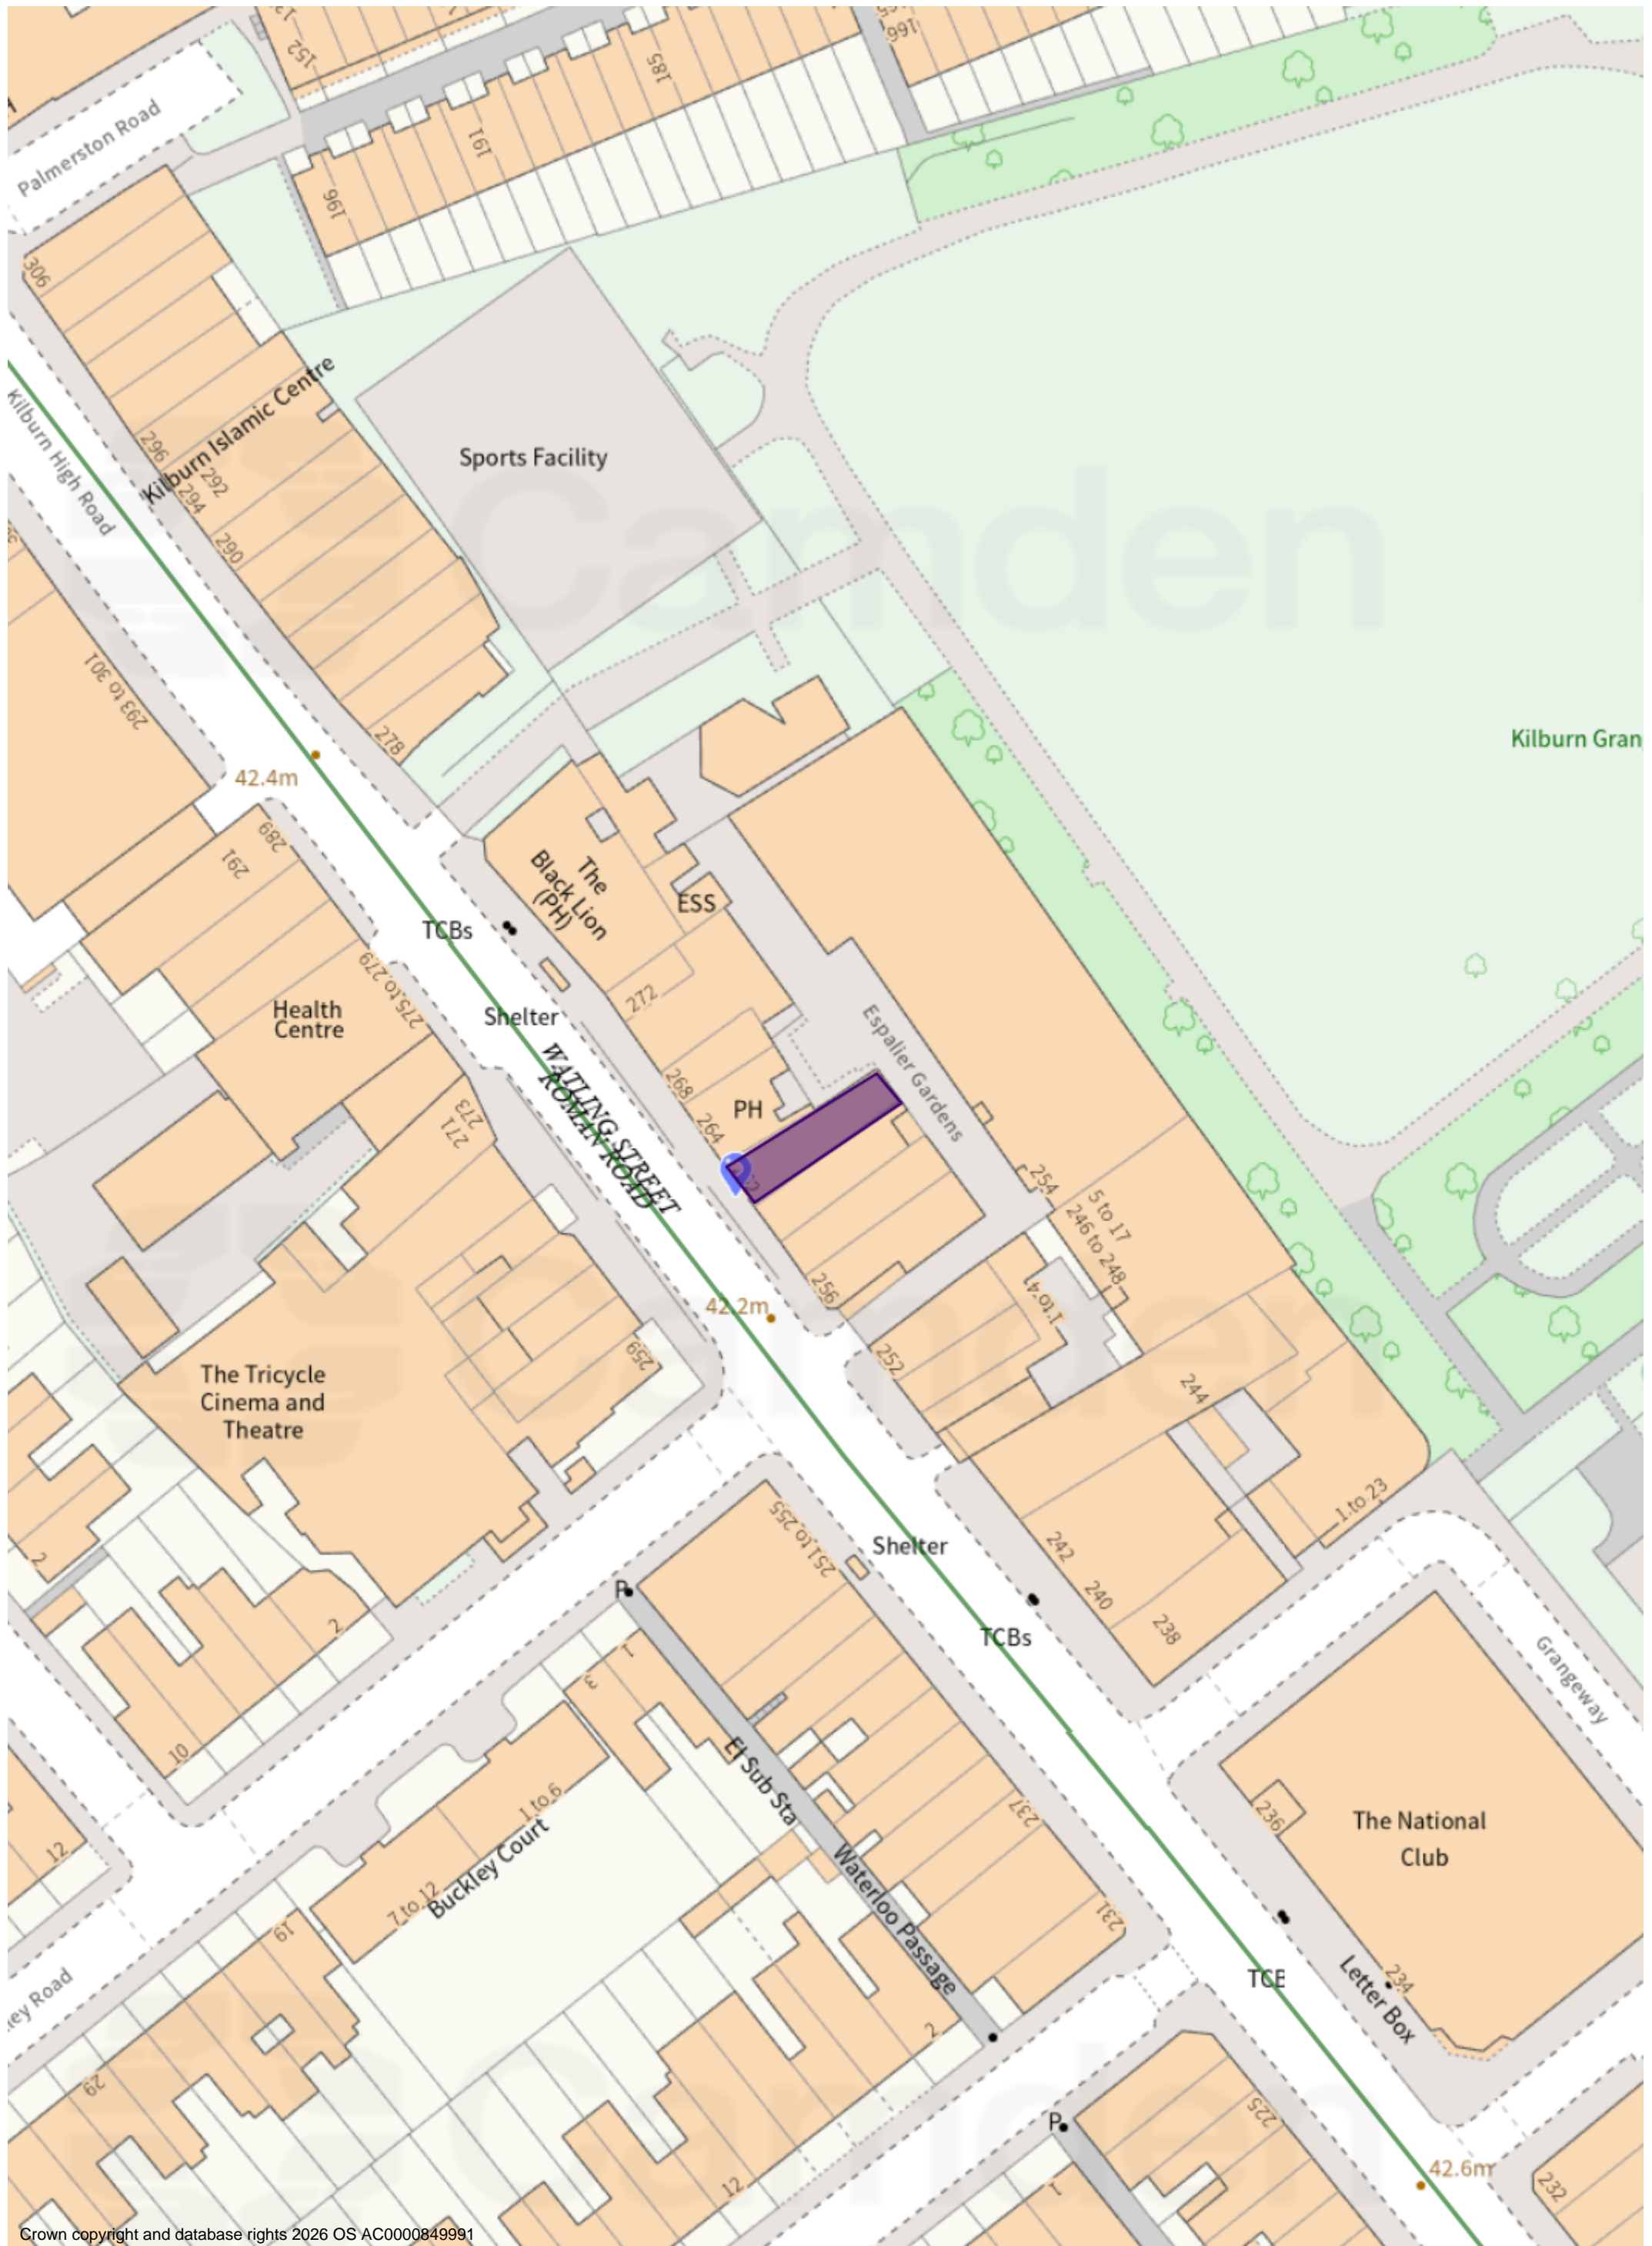 152
185
166
191
196
Palmerston Road
306
Kilburn Islamic Centre
296
292
294
290
Kilburn High Road
Sports Facility
Camden
293 to 301
278
Kilburn Gran
42.4m
289
291
The
Black Lion
(PH)
ESS
TCBs
275 to 279
272
Health
Centre
Shelter
Espalier Gardens
WATLING STREET
ROMAN ROAD
268
PH
264
273
271
254
5 to 17
246 to 248
1 to 4
256
42.2m
252
259
244
The Tricycle
Cinema and
Theatre
Camden
1 to 23
251 to 255
Shelter
242
240
238
P
TCBs
2
2
1
3
10
Grangeway
El Sub Sta
236
The National
Club
237
1 to 6
Buckley Court
7 to 12
12
Waterloo Passage
231
19
234
Letter Box
TCB
ley Road
2
29
Camden
P
225
42.6m
12
1
232
Crown copyright and database rights 2026 OS AC0000849991